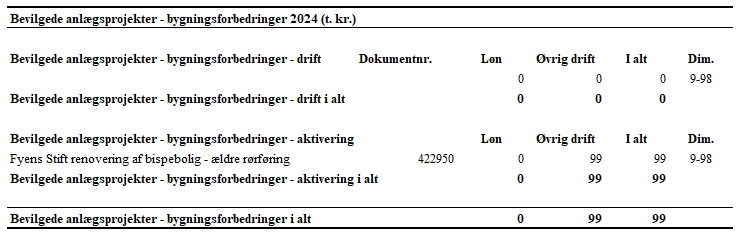 Bevilgede anlægsprojekter - bygningsforbedringer 2024 (t. kr.)
Bevilgede anlægsprojekter - bygningsforbedringer - drift Dokumentnr. Løn Øvrig drift I alt Dim.
0 0 0 9-98
Bevilgede anlægsprojekter - bygningsforbedringer - drift i alt 0 0 0
Bevilgede anlægsprojekter - bygningsforbedringer - aktivering Løn Øvrig drift I alt Dim.
Fyens Stift renovering af bispebolig - ældre rørføring 422950 0 99 99 9-98
Bevilgede anlægsprojekter - bygningsforbedringer - aktivering i alt 0 99 99
Bevilgede anlægsprojekter - bygningsforbedringer i alt 0 99 99